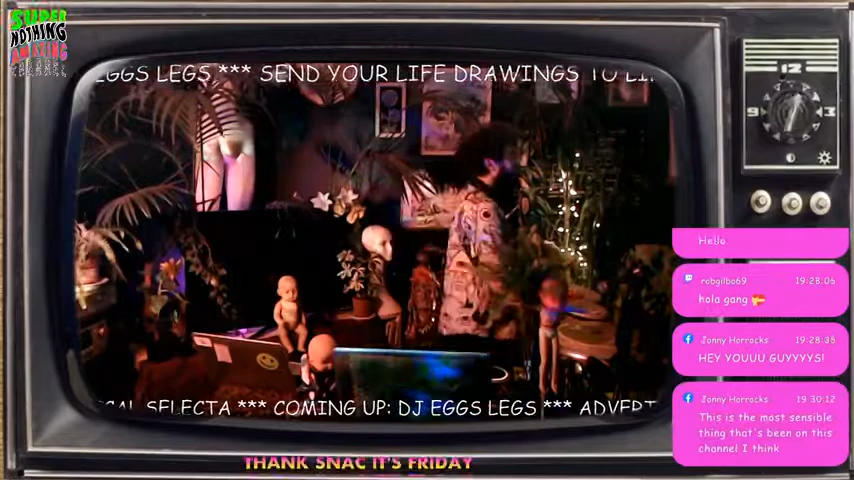 SUPER
NOTHING
AMAZING
CHANNEL
EGGS LEGS *** SEND YOUR LIFE DRAWINGS TO
12
9
3
Hello
robgilbo69 19:28:06
hola gang
Jonny Horrocks 19:28:35
HEY YOUUU GUYYYS!
Jonny Horrocks 19:30:12
This is the most sensible
thing that's been on this
channel I think
SELECTA *** COMING UP: DJ EGGS LEGS *** ADVERT
THANK SNAC IT'S FRIDAY